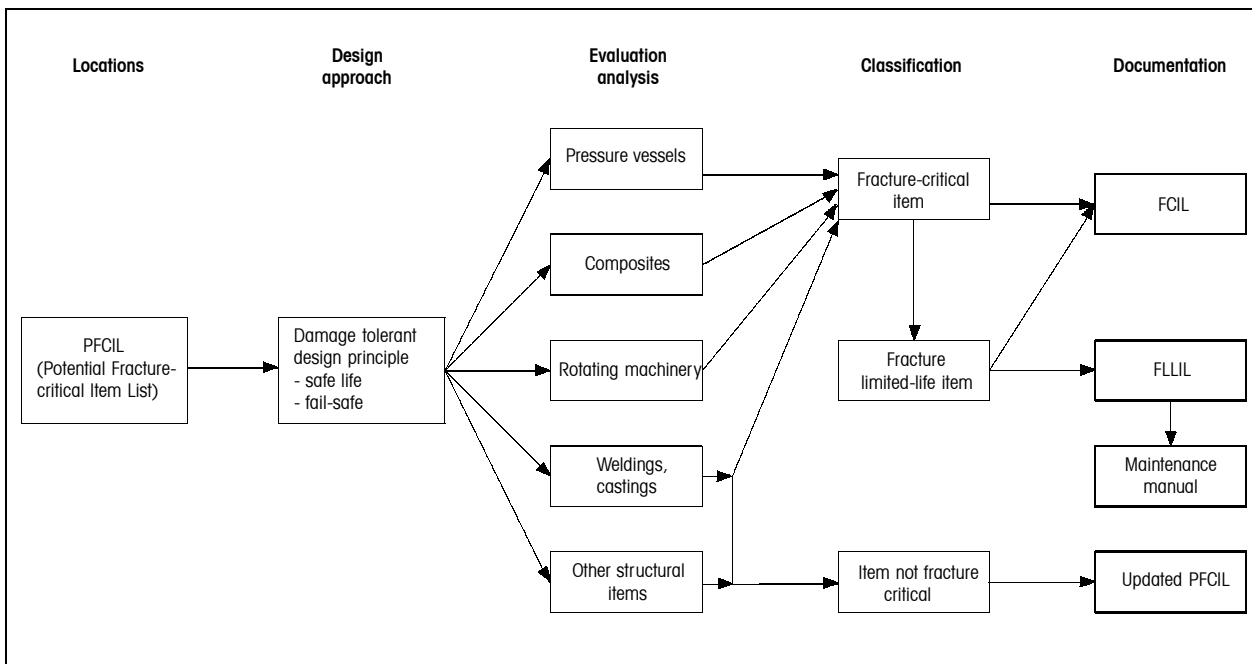 Locations
Design
approach
Evaluation
analysis
Classification
Documentation
PFCIL
(Potential Fracture-
critical Item List)
Damage tolerant
design principle
- safe life
- fail-safe
Pressure vessels
Composites
Rotating machinery
Weldings,
castings
Other structural
items
Fracture-critical
item
Fracture
limited-life item
Item not fracture
critical
FCIL
FLLIL
Maintenance
manual
Updated PFCIL